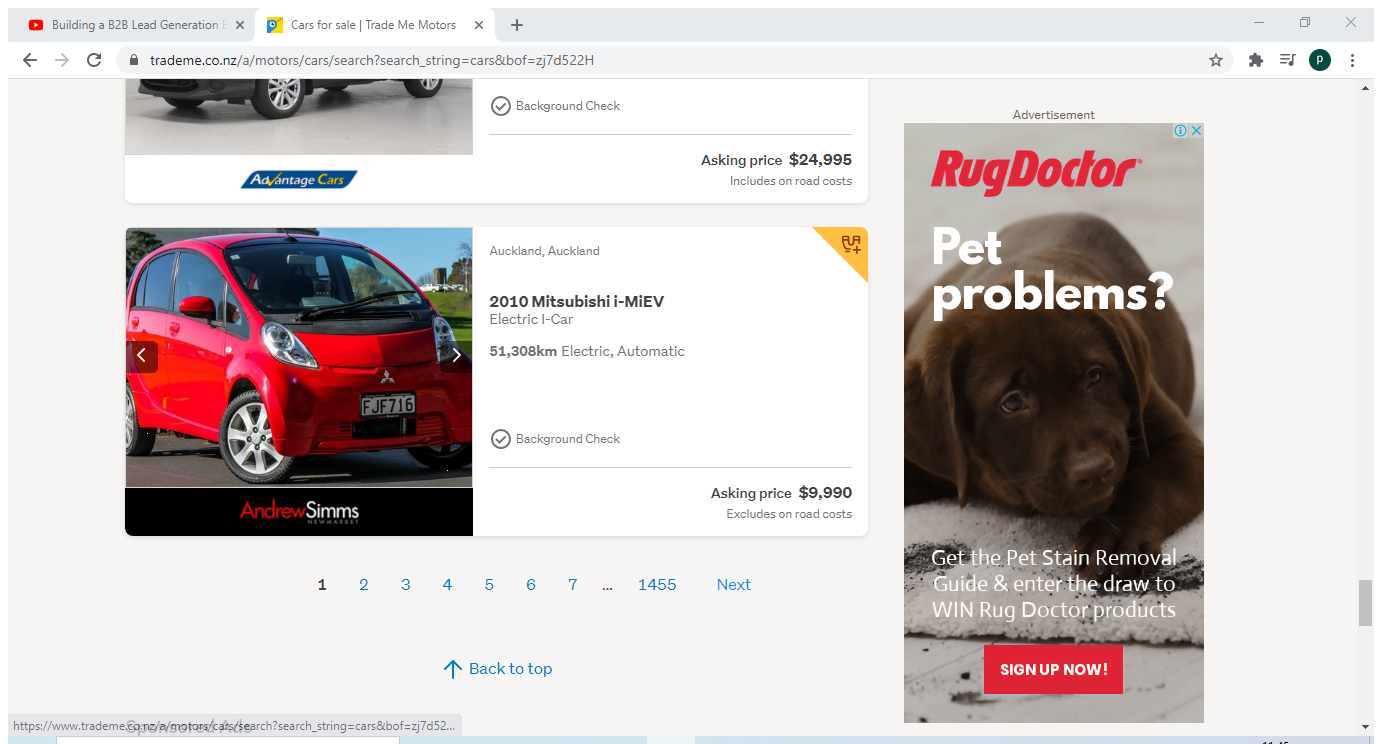 Building a B2B Lead Generation
Cars for sale | Trade Me Motors
trademe.co.nz/a/motors/cars/search?search_string=cars&bof=zj7d522H
P
Background Check
Asking price $24,995
Includes on road costs
Advantage Cars
Auckland, Auckland
2010 Mitsubishi i-MiEV
Electric I-Car
51,308km Electric, Automatic
FJF716
Background Check
Asking price $9,990
Excludes on road costs
AndrewSimms
NEWMARKET
1 2 3 4 5 6 7 ... 1455 Next
Back to top
Sponsored Ads
https://www.trademe.co.nz/a/motors/cars/search?search_string=cars&bof=zj7d52...
Advertisement
RugDoctor
Pet
problems?
Get the Pet Stain Removal
Guide & enter the draw to
WIN Rug Doctor products
SIGN UP NOW!